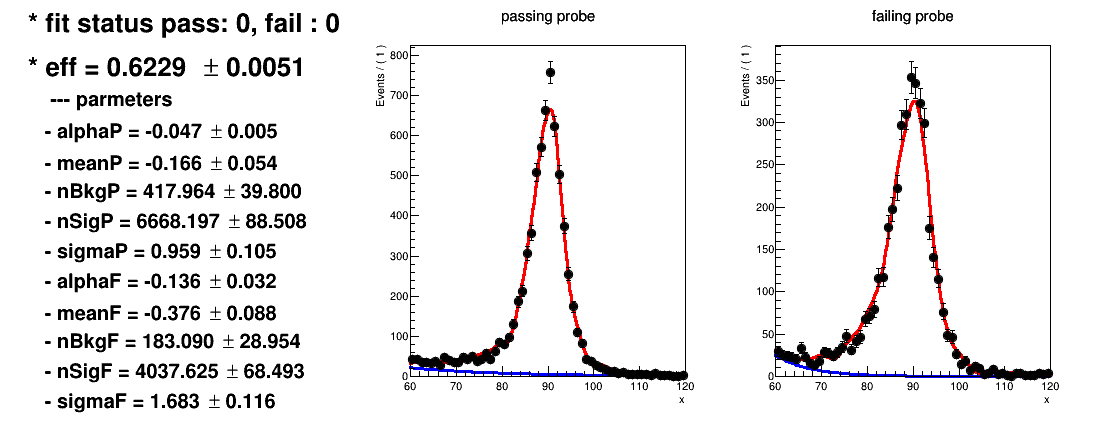 * fit status pass: 0, fail : 0
* eff = 0.6229 ± 0.0051
--- parmeters
- alphaP = -0.047 ± 0.005
- meanP = -0.166 ± 0.054
- nBkgP = 417.964 ± 39.800
- nSigP = 6668.197 ± 88.508
- sigmaP = 0.959 ± 0.105
- alphaF = -0.136 ± 0.032
- meanF = -0.376 ± 0.088
- nBkgF = 183.090 ± 28.954
- nSigF = 4037.625 ± 68.493
- sigmaF = 1.683 ± 0.116
passing probe
Events / ( 1 )
800
700
600
500
400
300
200
100
0
60 70 80 90 100 110 120
x
failing probe
Events / ( 1 )
350
300
250
200
150
100
50
0
60 70 80 90 100 110 120
x